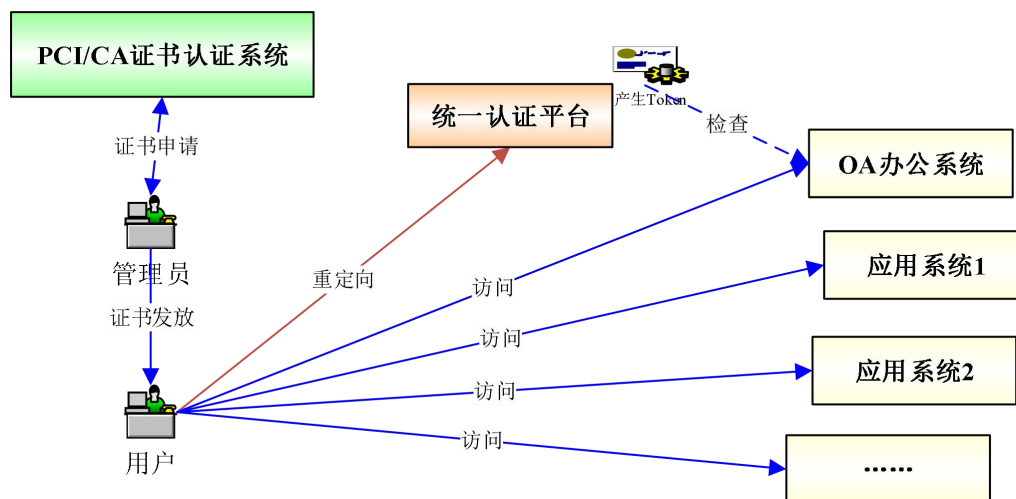 PCI/CA证书认证系统
统一认证平台
产生Token
检查
证书申请
OA办公系统
管理员
重定向
访问
应用系统1
证书发放
访问
应用系统2
访问
访问
用户
……